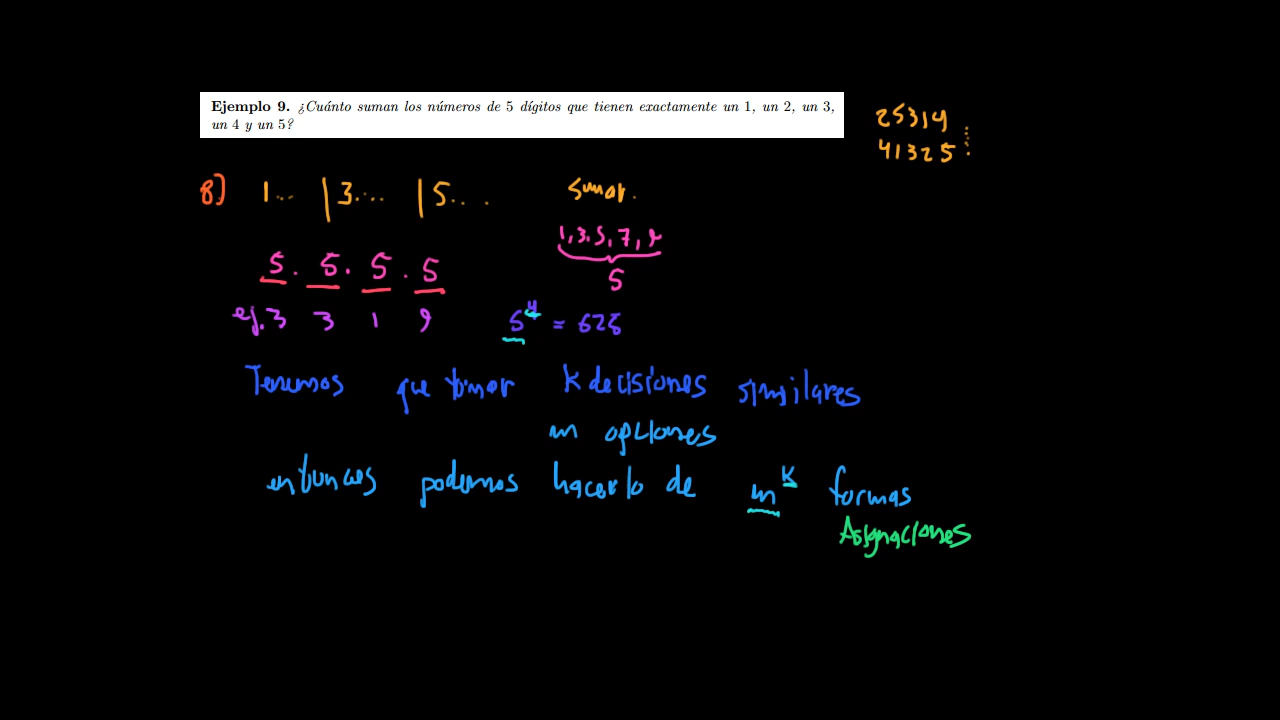 Ejemplo 9. ¿Cuánto suman los números de 5 dígitos que tienen exactamente un 1, un 2, un 3,
un 4 y un 5?
25314
41325
8.) 1... | 3.... | 5... . sumar.
1, 3, 5, 7, 9
5
5 . 5 . 5 . 5
ej. 3 3 1 9
5^4 = 625
Tenemos que tomar K decisiones similares
m opciones
entonces podemos hacerlo de m^k formas
Asignaciones